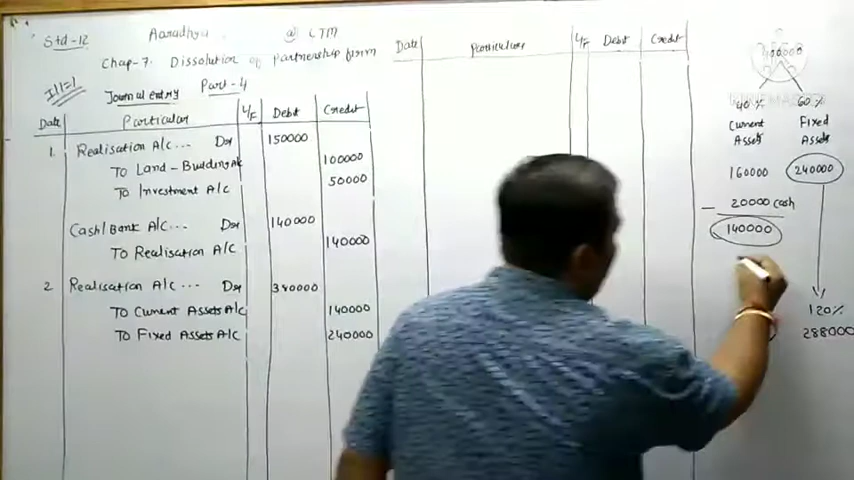 Std-12
Aaradhya @ CTM
Chap-7. Dissolution of Partnership firm
Ill=1
Journal entry Part-4
Date Particular L/F Debit Credit
1. Realisation A/C... Dr 150000
To Land-Building A/c 100000
To Investment A/C 50000
Cash/Bank A/C... Dr 140000
To Realisation A/C 140000
2 Realisation A/C... Dr 380000
To Current Assets A/c 140000
To Fixed Assets A/c 240000
Date Particular L/F Debit Credit
400000
KINEMASTER
40% 60%
Current Fixed
Assets Assets
160000 240000
- 20000 cash
140000
120%
288000